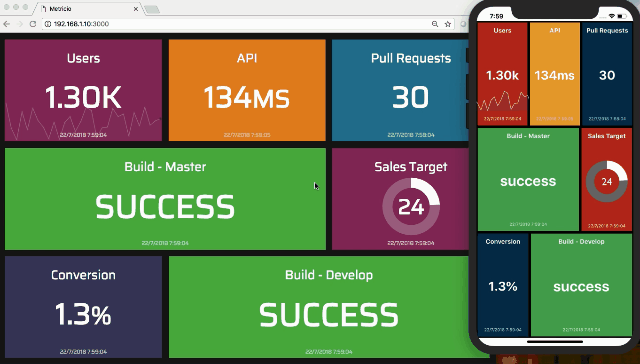 Metricio
192.168.1.10:3000
Users
1.30K
22/7/2018 7:59:04
API
134MS
22/7/2018 7:59:05
Pull Requests
30
22/7/2018 7:59:04
Build - Master
SUCCESS
22/7/2018 7:59:04
Sales Target
24
22/7/2018 7:59:04
Conversion
1.3%
22/7/2018 7:59:04
Build - Develop
SUCCESS
22/7/2018 7:59:04
7:59
Users
1.30k
22/7/2018 7:59:04
API
134ms
22/7/2018 7:59:05
Pull Requests
30
22/7/2018 7:59:04
Build - Master
success
22/7/2018 7:59:04
Sales Target
24
22/7/2018 7:59:04
Conversion
1.3%
22/7/2018 7:59:04
Build - Develop
success
22/7/2018 7:59:04